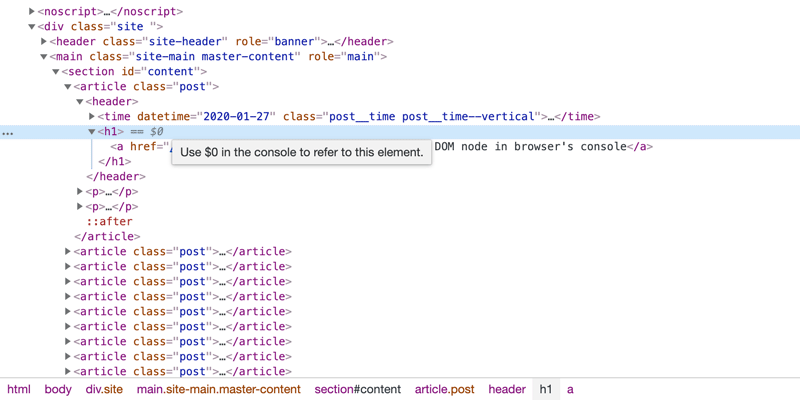 ▶<noscript>…</noscript>
▼<div class="site ">
▶<header class="site-header" role="banner">…</header>
▼<main class="site-main master-content" role="main">
▼<section id="content">
▼<article class="post">
▼<header>
▶<time datetime="2020-01-27" class="post__time post__time--vertical">…</time>
… ▼<h1> == $0
<a href="/ DOM node in browser's console</a>
Use $0 in the console to refer to this element.
</h1>
</header>
▶<p>…</p>
▶<p>…</p>
::after
</article>
▶<article class="post">…</article>
▶<article class="post">…</article>
▶<article class="post">…</article>
▶<article class="post">…</article>
▶<article class="post">…</article>
▶<article class="post">…</article>
▶<article class="post">…</article>
▶<article class="post">…</article>
▶<article class="post">…</article>
html body div.site main.site-main.master-content section#content article.post header h1 a